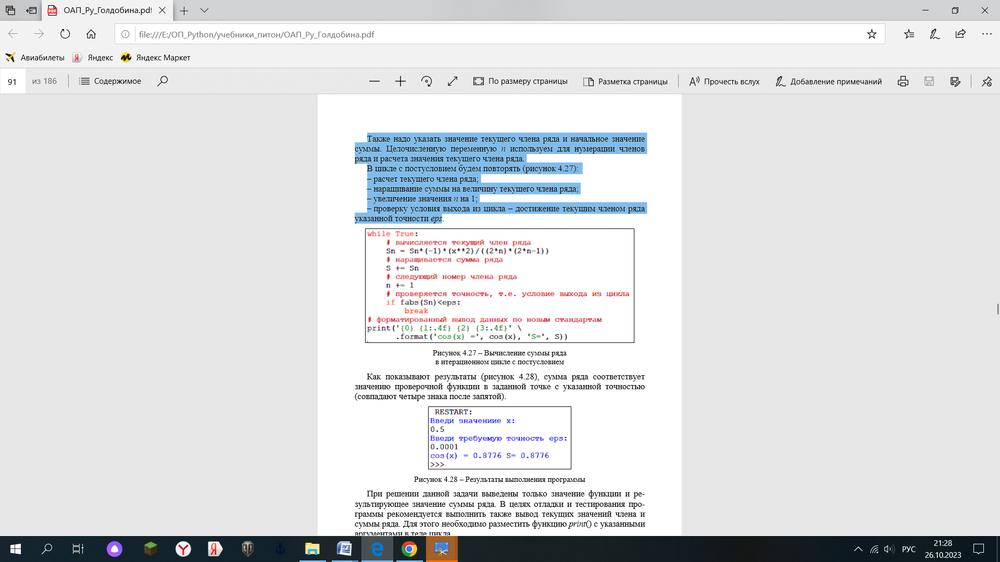 ОАП_Ру_Голдобина.pdf
file:///E:/ОП_Python/учебники_питон/ОАП_Ру_Голдобина.pdf
Авиабилеты Яндекс Яндекс Маркет
91 из 186 Содержимое По размеру страницы Разметка страницы Прочесть вслух Добавление примечаний
Также надо указать значение текущего члена ряда и начальное значение
суммы. Целочисленную переменную n используем для нумерации членов
ряда и расчета значения текущего члена ряда.
В цикле с постусловием будем повторять (рисунок 4.27):
– расчет текущего члена ряда;
– наращивание суммы на величину текущего члена ряда;
– увеличение значения n на 1;
– проверку условия выхода из цикла – достижение текущим членом ряда
указанной точности eps.
while True:
# вычисляется текущий член ряда
Sn = Sn*(-1)*(x**2)/((2*n)*(2*n-1))
# наращивается сумма ряда
S += Sn
# следующий номер члена ряда
n += 1
# проверяется точность, т.е. условие выхода из цикла
if fabs(Sn)<eps:
break
# форматированный вывод данных по новым стандартам
print('{0} {1:.4f} {2} {3:.4f}' \
.format('cos(x) =', cos(x), 'S=', S))
Рисунок 4.27 – Вычисление суммы ряда
в итерационном цикле с постусловием
Как показывают результаты (рисунок 4.28), сумма ряда соответствует
значению проверочной функции в заданной точке с указанной точностью
(совпадают четыре знака после запятой).
RESTART:
Введи значениие x:
0.5
Введи требуемую точность eps:
0.0001
cos(x) = 0.8776 S= 0.8776
>>>
Рисунок 4.28 – Результаты выполнения программы
При решении данной задачи выведены только значение функции и ре-
зультирующее значение суммы ряда. В целях отладки и тестирования про-
граммы рекомендуется выполнить также вывод текущих значений члена и
суммы ряда. Для этого необходимо разместить функцию print() с указанными
аргументами в теле цикла.
РУС
21:28
26.10.2023